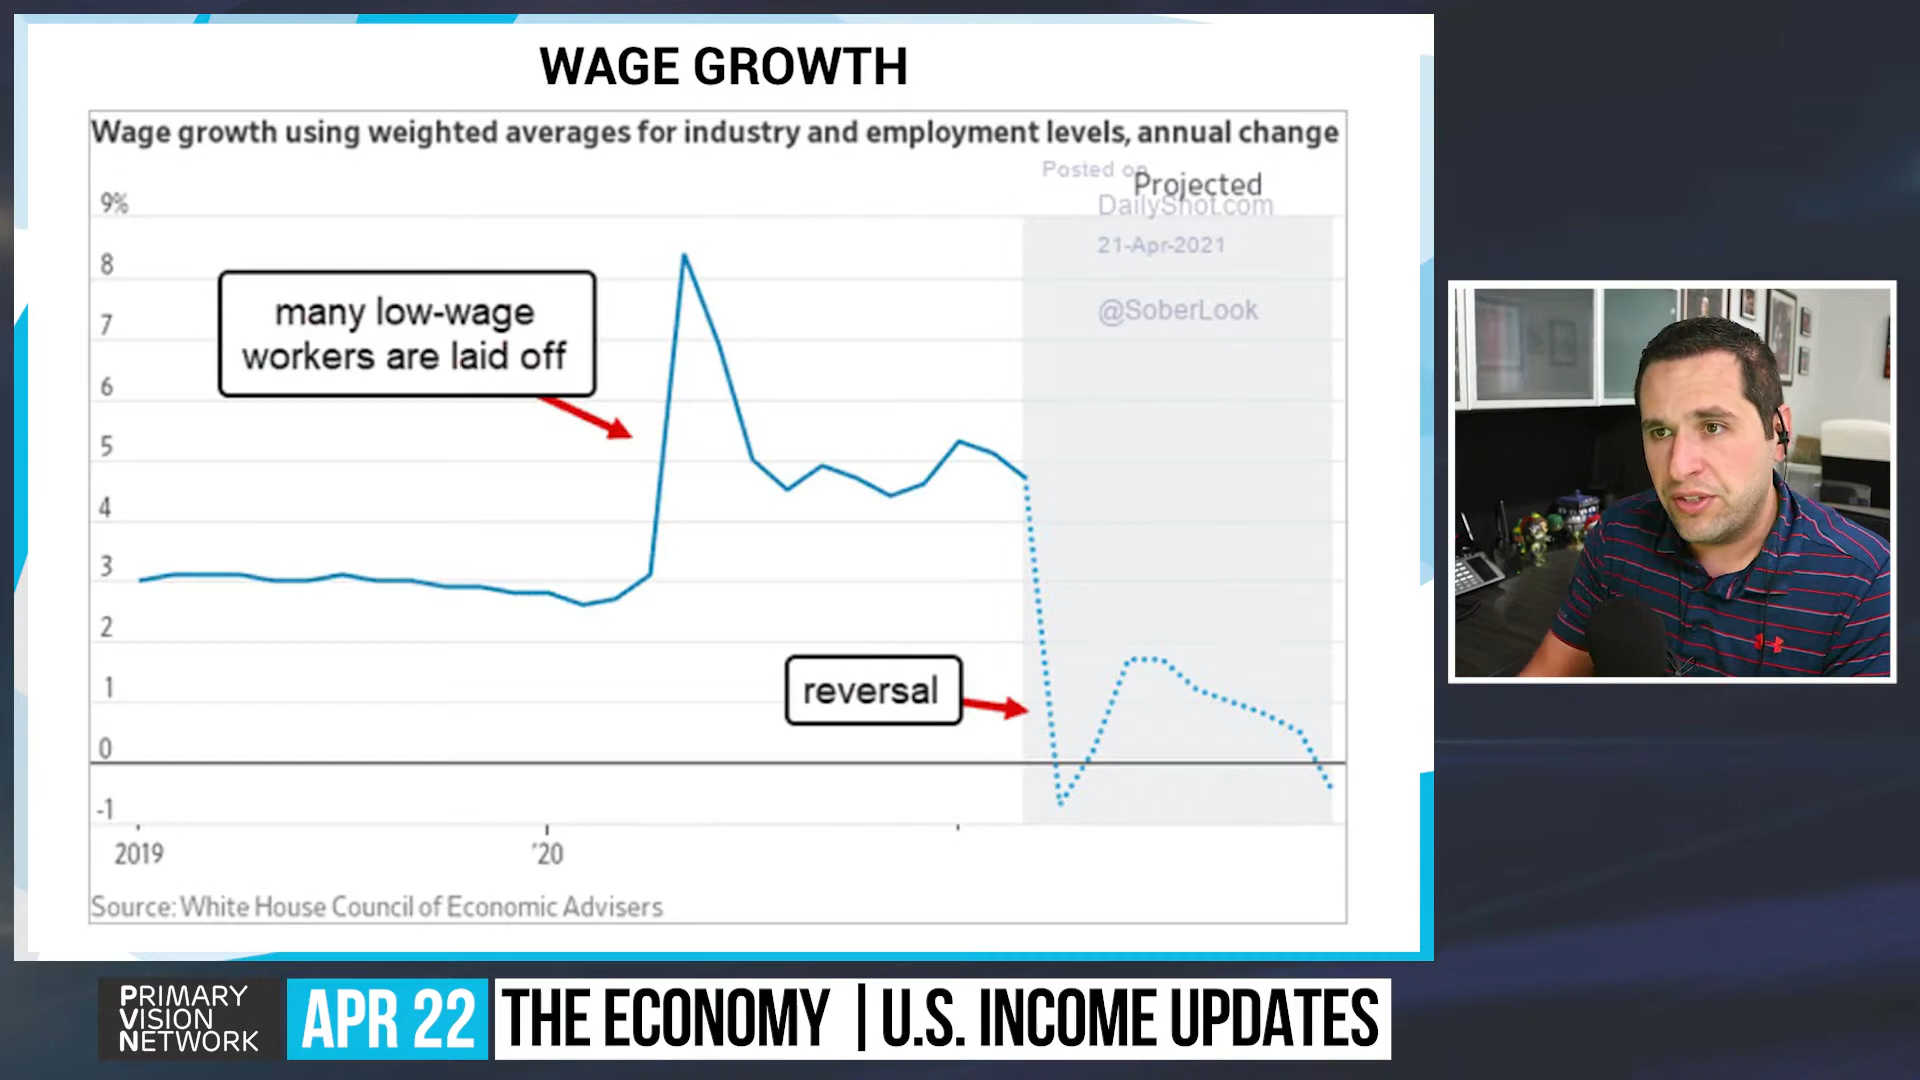 WAGE GROWTH
Wage growth using weighted averages for industry and employment levels, annual change
Posted on
Projected
DailyShot.com
21-Apr-2021
@SoberLook
9%
8
7
6
5
4
3
2
1
0
-1
many low-wage
workers are laid off
reversal
2019
'20
Source: White House Council of Economic Advisers
PRIMARY
VISION
NETWORK
APR 22
THE ECONOMY | U.S. INCOME UPDATES